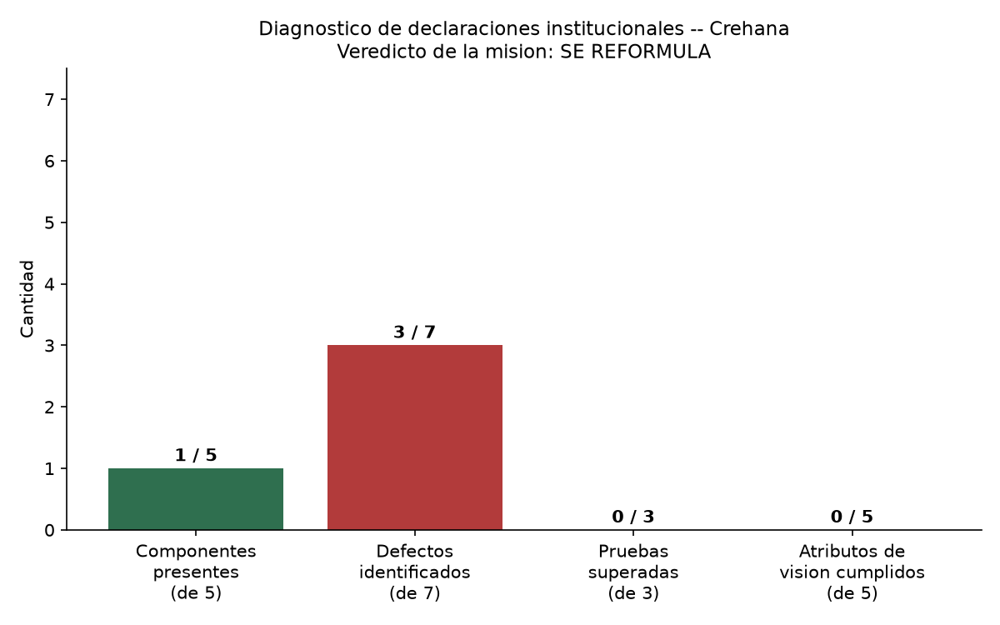 Diagnostico de declaraciones institucionales -- Crehana
Veredicto de la mision: SE REFORMULA
Cantidad
7
6
5
4
3
2
1
0
1 / 5
3 / 7
0 / 3
0 / 5
Componentes
presentes
(de 5)
Defectos
identificados
(de 7)
Pruebas
superadas
(de 3)
Atributos de
vision cumplidos
(de 5)